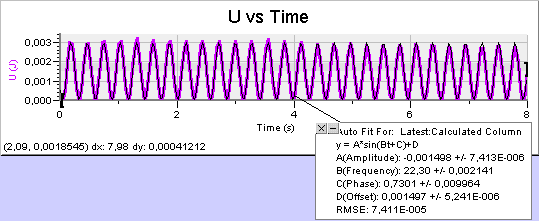 U vs Time
0,003
0,002
0,001
0,000
U (J)
0 2 4 6 8
Time (s)
(2,09, 0,0018545) dx: 7,98 dy: 0,00041212
Auto Fit For: Latest:Calculated Column
y = A*sin(Bt+C)+D
A(Amplitude): -0,001498 +/- 7,413E-006
B(Frequency): 22,30 +/- 0,002141
C(Phase): 0,7301 +/- 0,009964
D(Offset): 0,001497 +/- 5,241E-006
RMSE: 7,411E-005